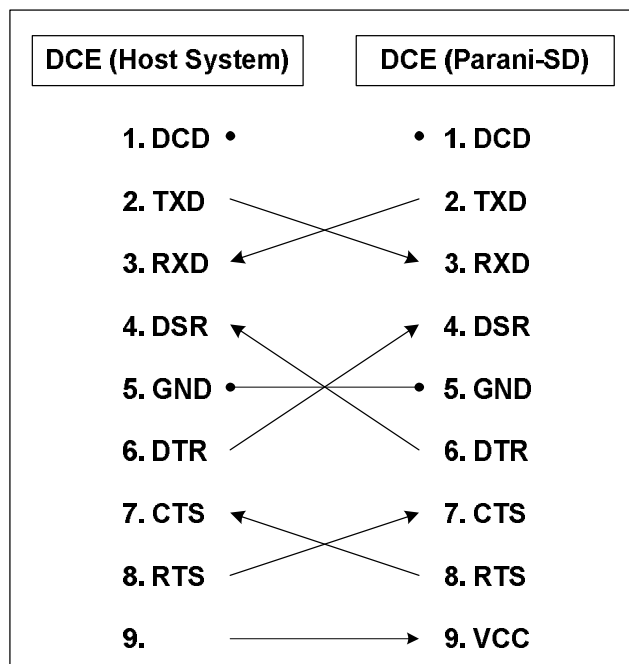 DCE (Host System) DCE (Parani-SD)
1. DCD 1. DCD
2. TXD 2. TXD
3. RXD 3. RXD
4. DSR 4. DSR
5. GND 5. GND
6. DTR 6. DTR
7. CTS 7. CTS
8. RTS 8. RTS
9. 9. VCC